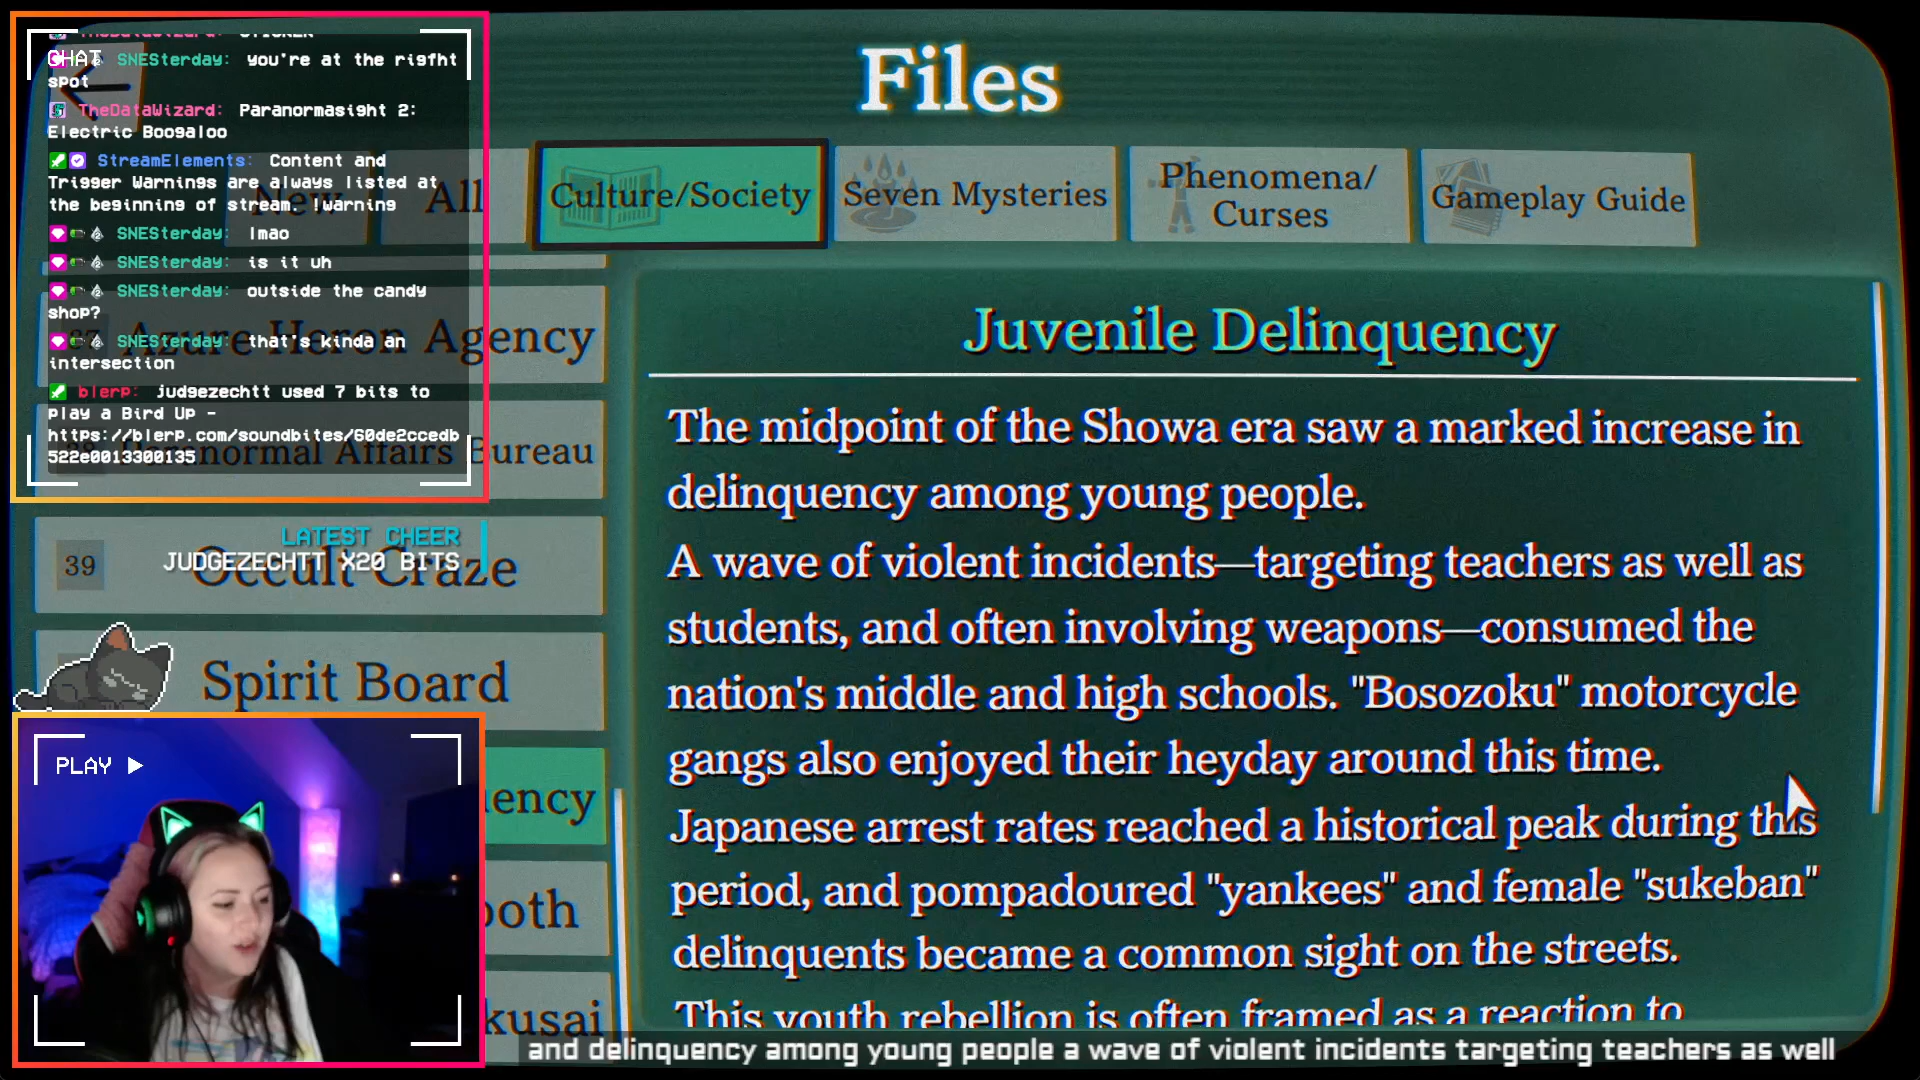 CHAT
SNESterday: you're at the right
spot
TheDataWizard: Paranormasight 2:
Electric Boogaloo
StreamElements: Content and
Trigger Warnings are always listed at
the beginning of stream. !warning
SNESterday: lmao
SNESterday: is it uh
SNESterday: outside the candy
shop?
SNESterday: that's kinda an
intersection
blerp: judgezechtt used 7 bits to
play a Bird Up -
https://blerp.com/soundbites/60de2ccedb
522e0013300135
LATEST CHEER
JUDGEZECHTT X20 BITS
PLAY
Files
New
All
Culture/Society
Seven Mysteries
Phenomena/
Curses
Gameplay Guide
Azure Heron Agency
Paranormal Affairs Bureau
39 Occult Craze
Spirit Board
Juvenile Delinquency
The midpoint of the Showa era saw a marked increase in
delinquency among young people.
A wave of violent incidents—targeting teachers as well as
students, and often involving weapons—consumed the
nation's middle and high schools. "Bosozoku" motorcycle
gangs also enjoyed their heyday around this time.
Japanese arrest rates reached a historical peak during this
period, and pompadoured "yankees" and female "sukeban"
delinquents became a common sight on the streets.
This youth rebellion is often framed as a reaction to
and delinquency among young people a wave of violent incidents targeting teachers as well